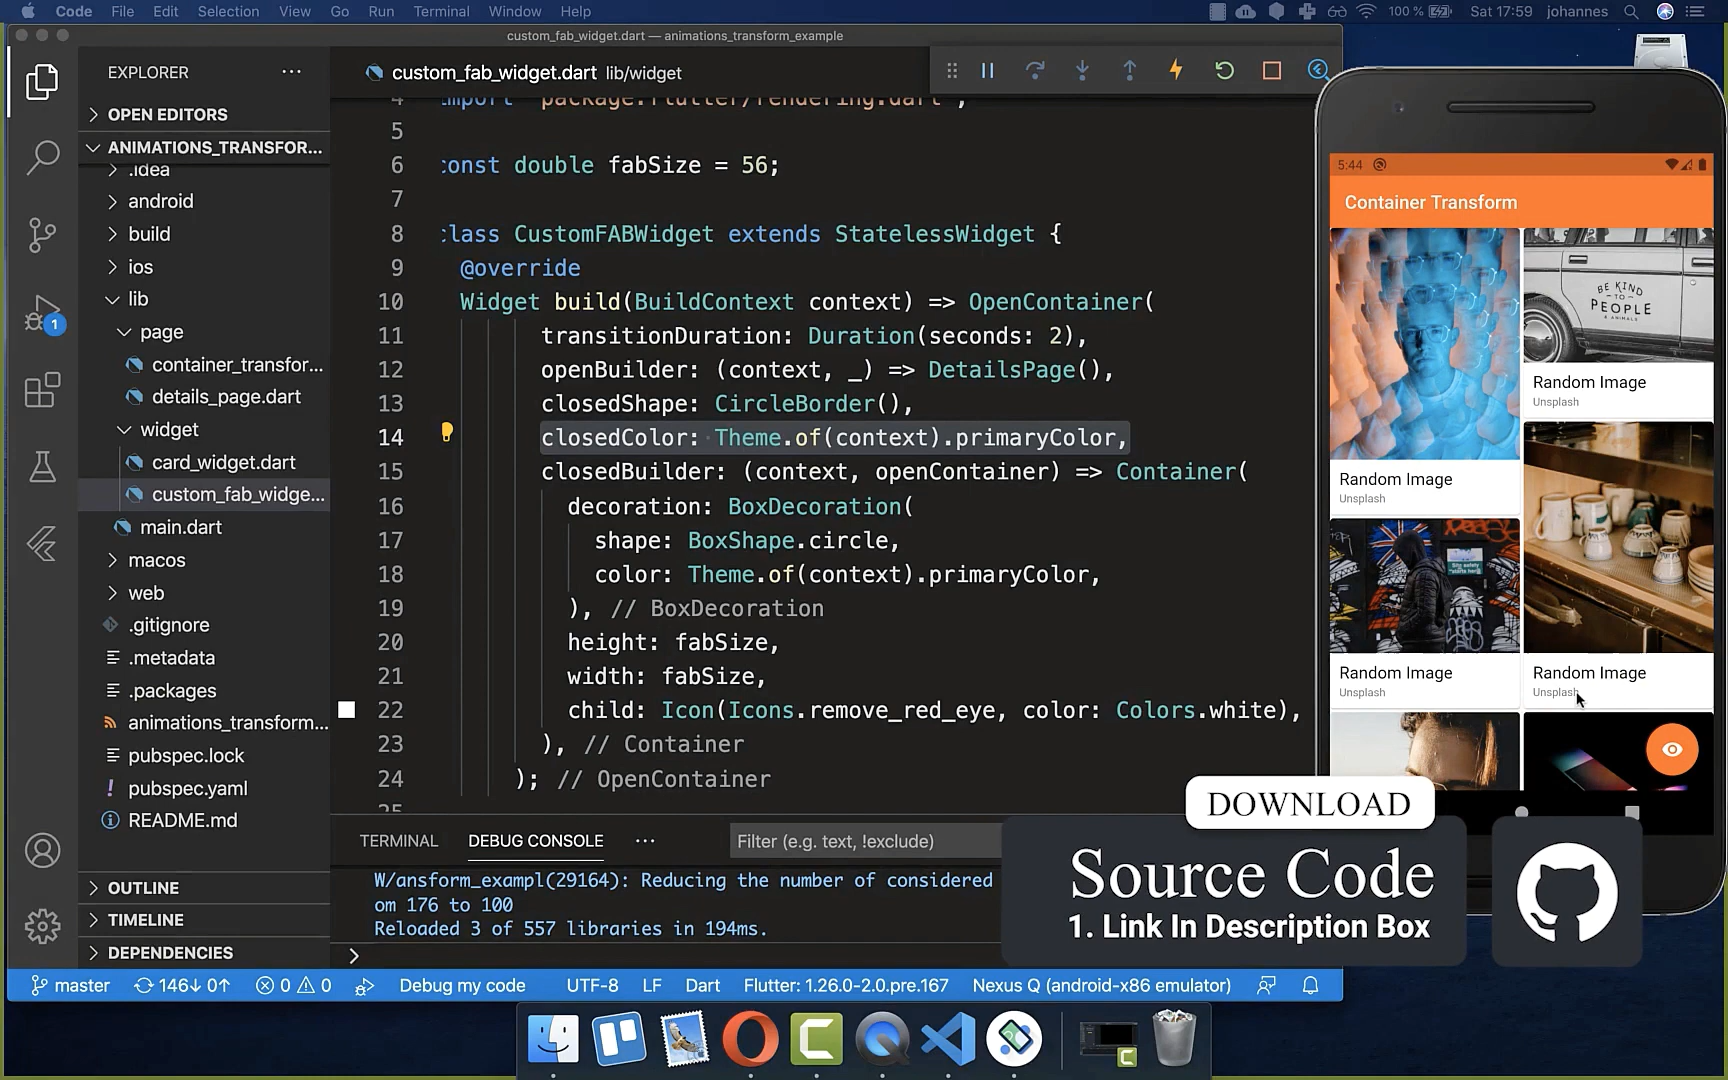 Code File Edit Selection View Go Run Terminal Window Help 100 % Sat 17:59 johannes
custom_fab_widget.dart — animations_transform_example
EXPLORER
OPEN EDITORS
ANIMATIONS_TRANSFOR...
.idea
android
build
ios
lib
page
container_transfor...
details_page.dart
widget
card_widget.dart
custom_fab_widge...
main.dart
macos
web
.gitignore
.metadata
.packages
animations_transform...
pubspec.lock
pubspec.yaml
README.md
OUTLINE
TIMELINE
DEPENDENCIES
1
custom_fab_widget.dart lib/widget
4 import 'package:flutter/rendering.dart';
5
6 const double fabSize = 56;
7
8 class CustomFABWidget extends StatelessWidget {
9 @override
10 Widget build(BuildContext context) => OpenContainer(
11 transitionDuration: Duration(seconds: 2),
12 openBuilder: (context, _) => DetailsPage(),
13 closedShape: CircleBorder(),
14 closedColor: Theme.of(context).primaryColor,
15 closedBuilder: (context, openContainer) => Container(
16 decoration: BoxDecoration(
17 shape: BoxShape.circle,
18 color: Theme.of(context).primaryColor,
19 ), // BoxDecoration
20 height: fabSize,
21 width: fabSize,
22 child: Icon(Icons.remove_red_eye, color: Colors.white),
23 ), // Container
24 ); // OpenContainer
25
TERMINAL DEBUG CONSOLE ... Filter (e.g. text, !exclude)
W/ansform_exampl(29164): Reducing the number of considered
om 176 to 100
Reloaded 3 of 557 libraries in 194ms.
master 146↓ 0↑ 0 0 Debug my code UTF-8 LF Dart Flutter: 1.26.0-2.0.pre.167 Nexus Q (android-x86 emulator)
5:44
Container Transform
BE KIND
TO
PEOPLE
& ANIMALS
Random Image
Unsplash
Random Image
Unsplash
Random Image
Unsplash
Random Image
Unsplash
DOWNLOAD
Source Code
1. Link In Description Box